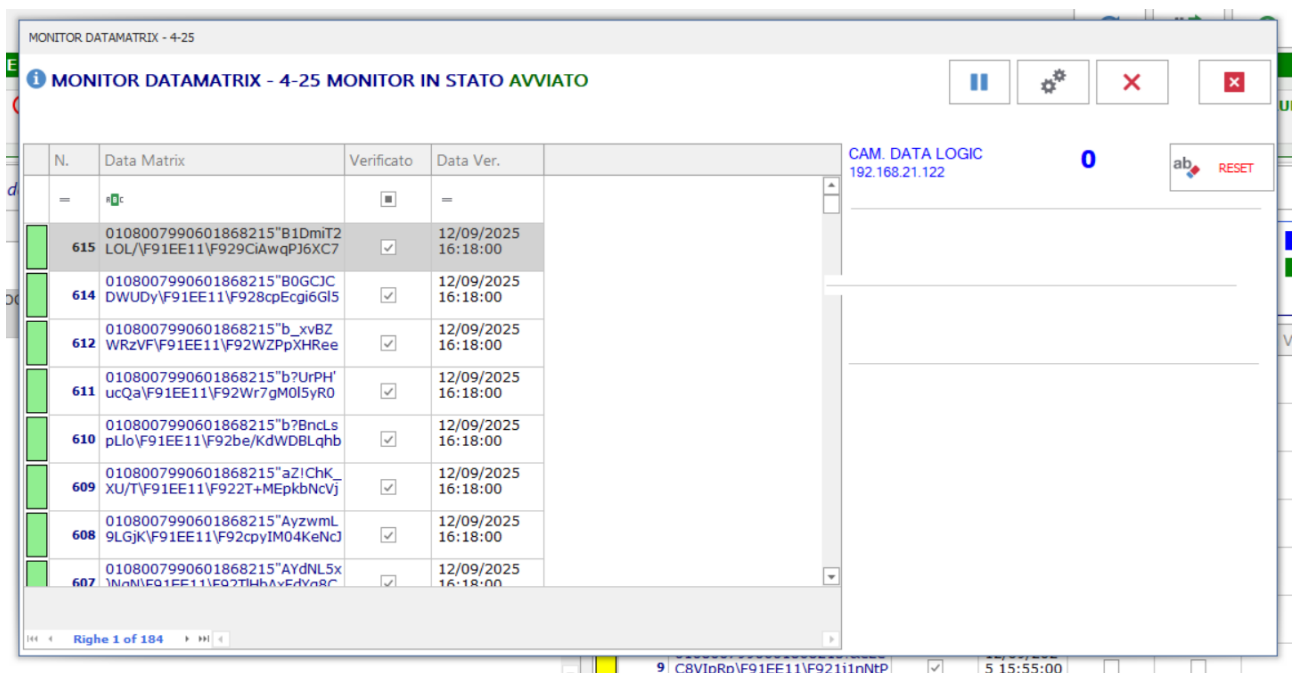 MONITOR DATAMATRIX - 4-25
MONITOR DATAMATRIX - 4-25 MONITOR IN STATO AVVIATO
N. Data Matrix Verificato Data Ver.
CAM. DATA LOGIC
192.168.21.122
0
RESET
= =
615 0108007990601868215"B1DmiT2 12/09/2025
LOL/\F91EE11\F929CiAwqPJ6XC7 16:18:00
614 0108007990601868215"B0GCJC 12/09/2025
DWUDy\F91EE11\F928cpEcgi6Gl5 16:18:00
612 0108007990601868215"b_xvBZ 12/09/2025
WRzVF\F91EE11\F92WZPpXHRee 16:18:00
611 0108007990601868215"b?UrPH' 12/09/2025
ucQa\F91EE11\F92Wr7gM0l5yR0 16:18:00
610 0108007990601868215"b?BncLs 12/09/2025
pLlo\F91EE11\F92be/KdWDBLqhb 16:18:00
609 0108007990601868215"aZ!ChK_ 12/09/2025
XU/T\F91EE11\F922T+MEpkbNcVj 16:18:00
608 0108007990601868215"AyzwmL 12/09/2025
9LGjK\F91EE11\F92cpyIM04KeNcJ 16:18:00
607 0108007990601868215"AYdNL5x 12/09/2025
16:18:00
Righe 1 of 184
9 C8VIpRp\F91EE11\F921i1nNtP 5 15:55:00